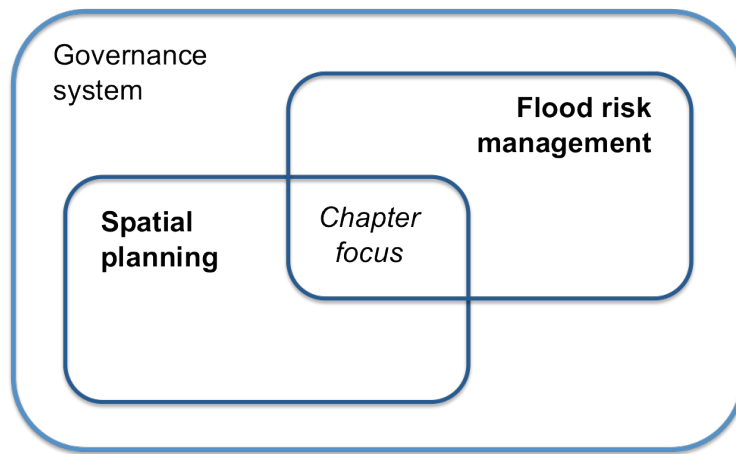 Governance
system
Flood risk
management
Spatial
planning
Chapter
focus